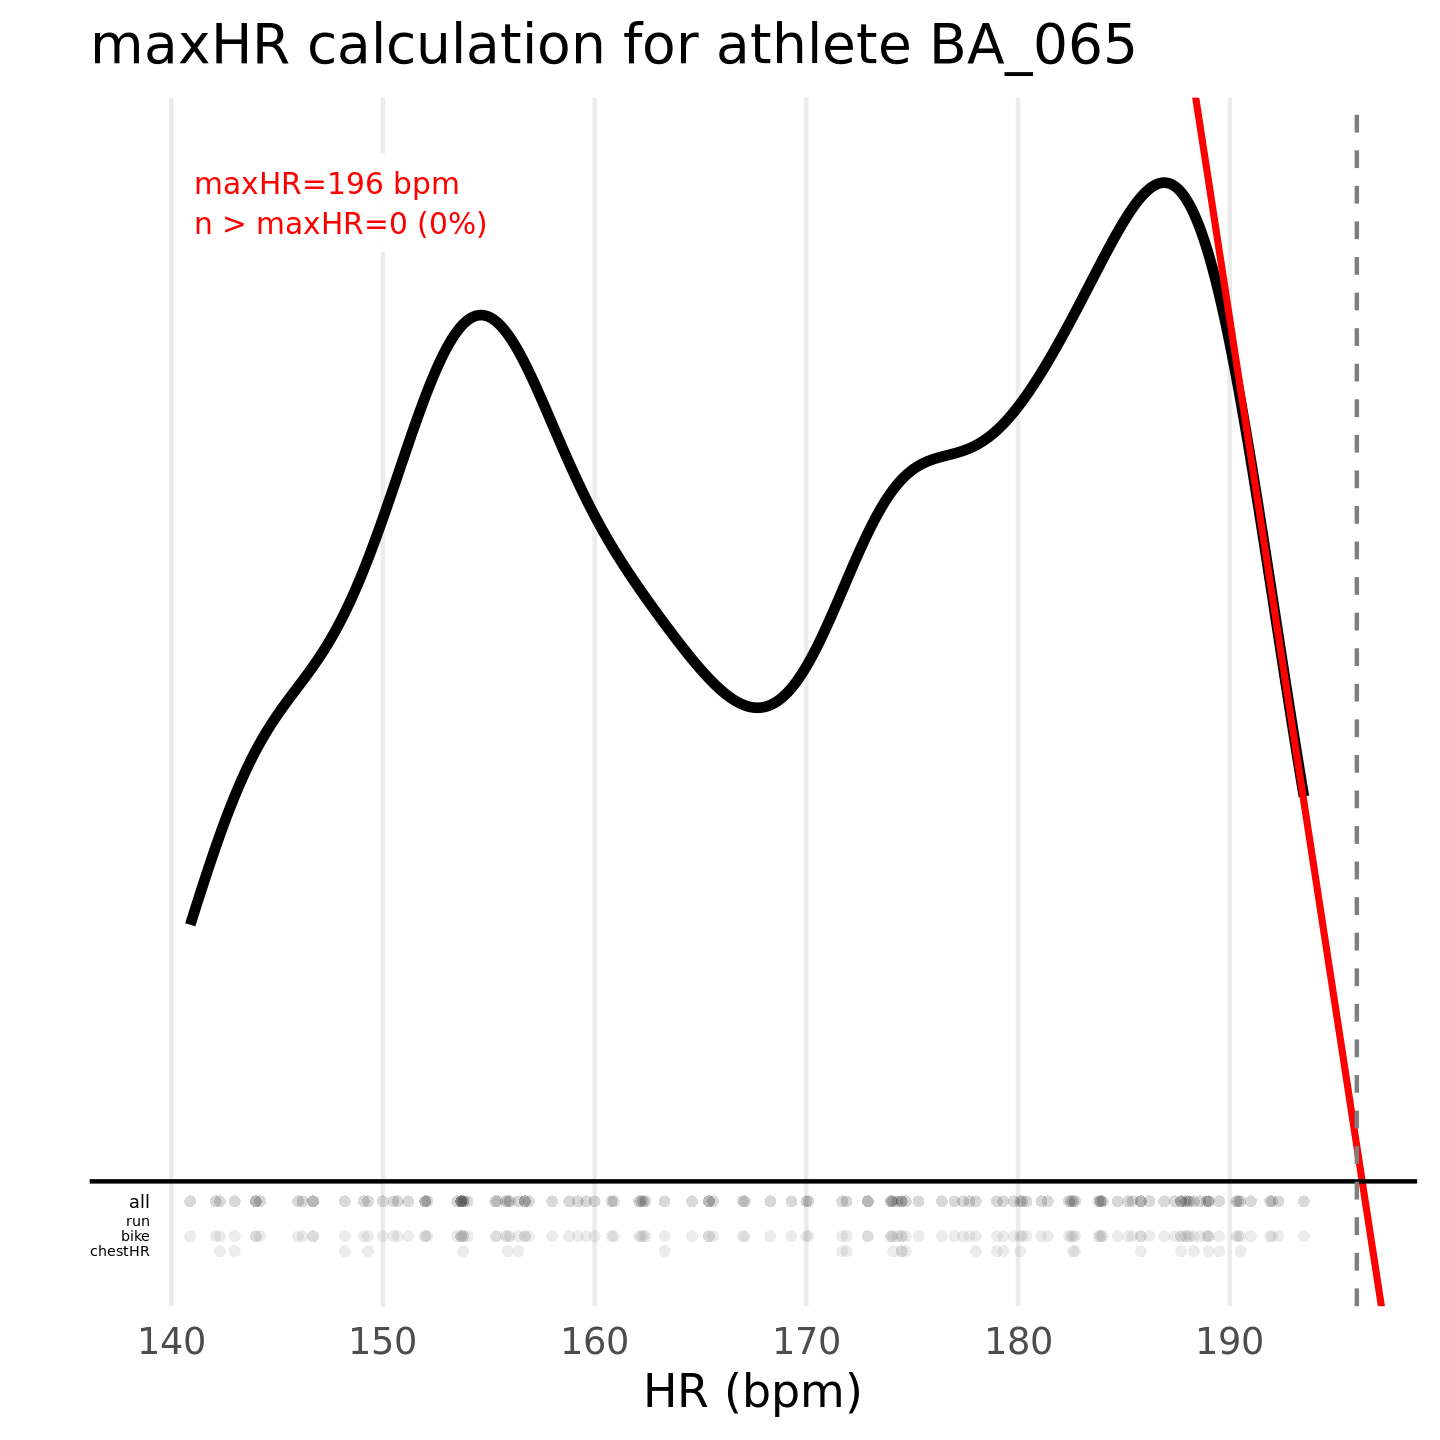 maxHR calculation for athlete BA_065
maxHR=196 bpm
n > maxHR=0 (0%)
all
run
bike
chestHR
140 150 160 170 180 190
HR (bpm)